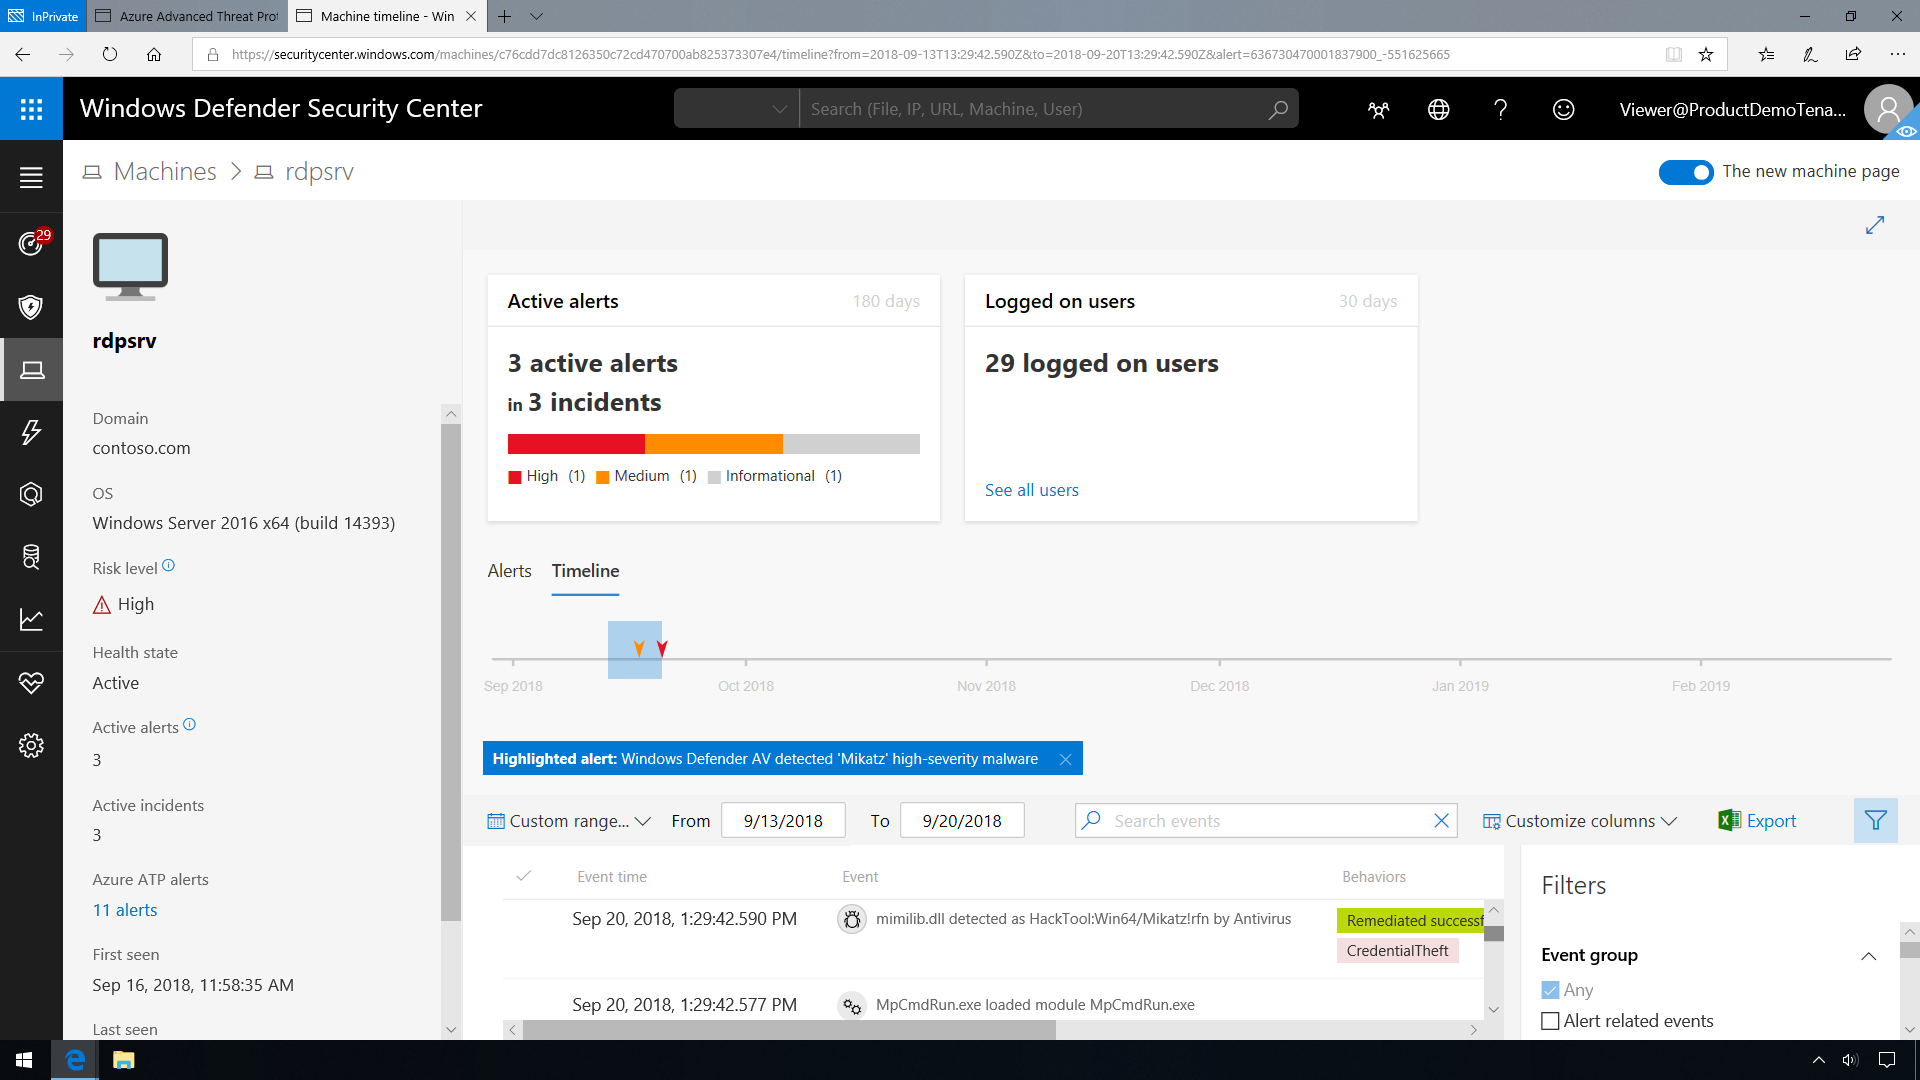 InPrivate
Azure Advanced Threat Prot
Machine timeline - Win
https://securitycenter.windows.com/machines/c76cdd7dc8126350c72cd470700ab825373307e4/timeline?from=2018-09-13T13:29:42.590Z&to=2018-09-20T13:29:42.590Z&alert=636730470001837900_-551625665
Windows Defender Security Center
Search (File, IP, URL, Machine, User)
Viewer@ProductDemoTena...
Machines
rdpsrv
The new machine page
29
rdpsrv
Domain
contoso.com
OS
Windows Server 2016 x64 (build 14393)
Risk level
High
Health state
Active
Active alerts
3
Active incidents
3
Azure ATP alerts
11 alerts
First seen
Sep 16, 2018, 11:58:35 AM
Last seen
Active alerts
180 days
3 active alerts
in 3 incidents
High (1)
Medium (1)
Informational (1)
Logged on users
30 days
29 logged on users
See all users
Alerts
Timeline
Sep 2018
Oct 2018
Nov 2018
Dec 2018
Jan 2019
Feb 2019
Highlighted alert: Windows Defender AV detected 'Mikatz' high-severity malware
Custom range...
From
9/13/2018
To
9/20/2018
Search events
Customize columns
Export
Event time
Event
Behaviors
Sep 20, 2018, 1:29:42.590 PM
mimilib.dll detected as HackTool:Win64/Mikatz!rfn by Antivirus
Remediated successf
CredentialTheft
Sep 20, 2018, 1:29:42.577 PM
MpCmdRun.exe loaded module MpCmdRun.exe
Filters
Event group
Any
Alert related events